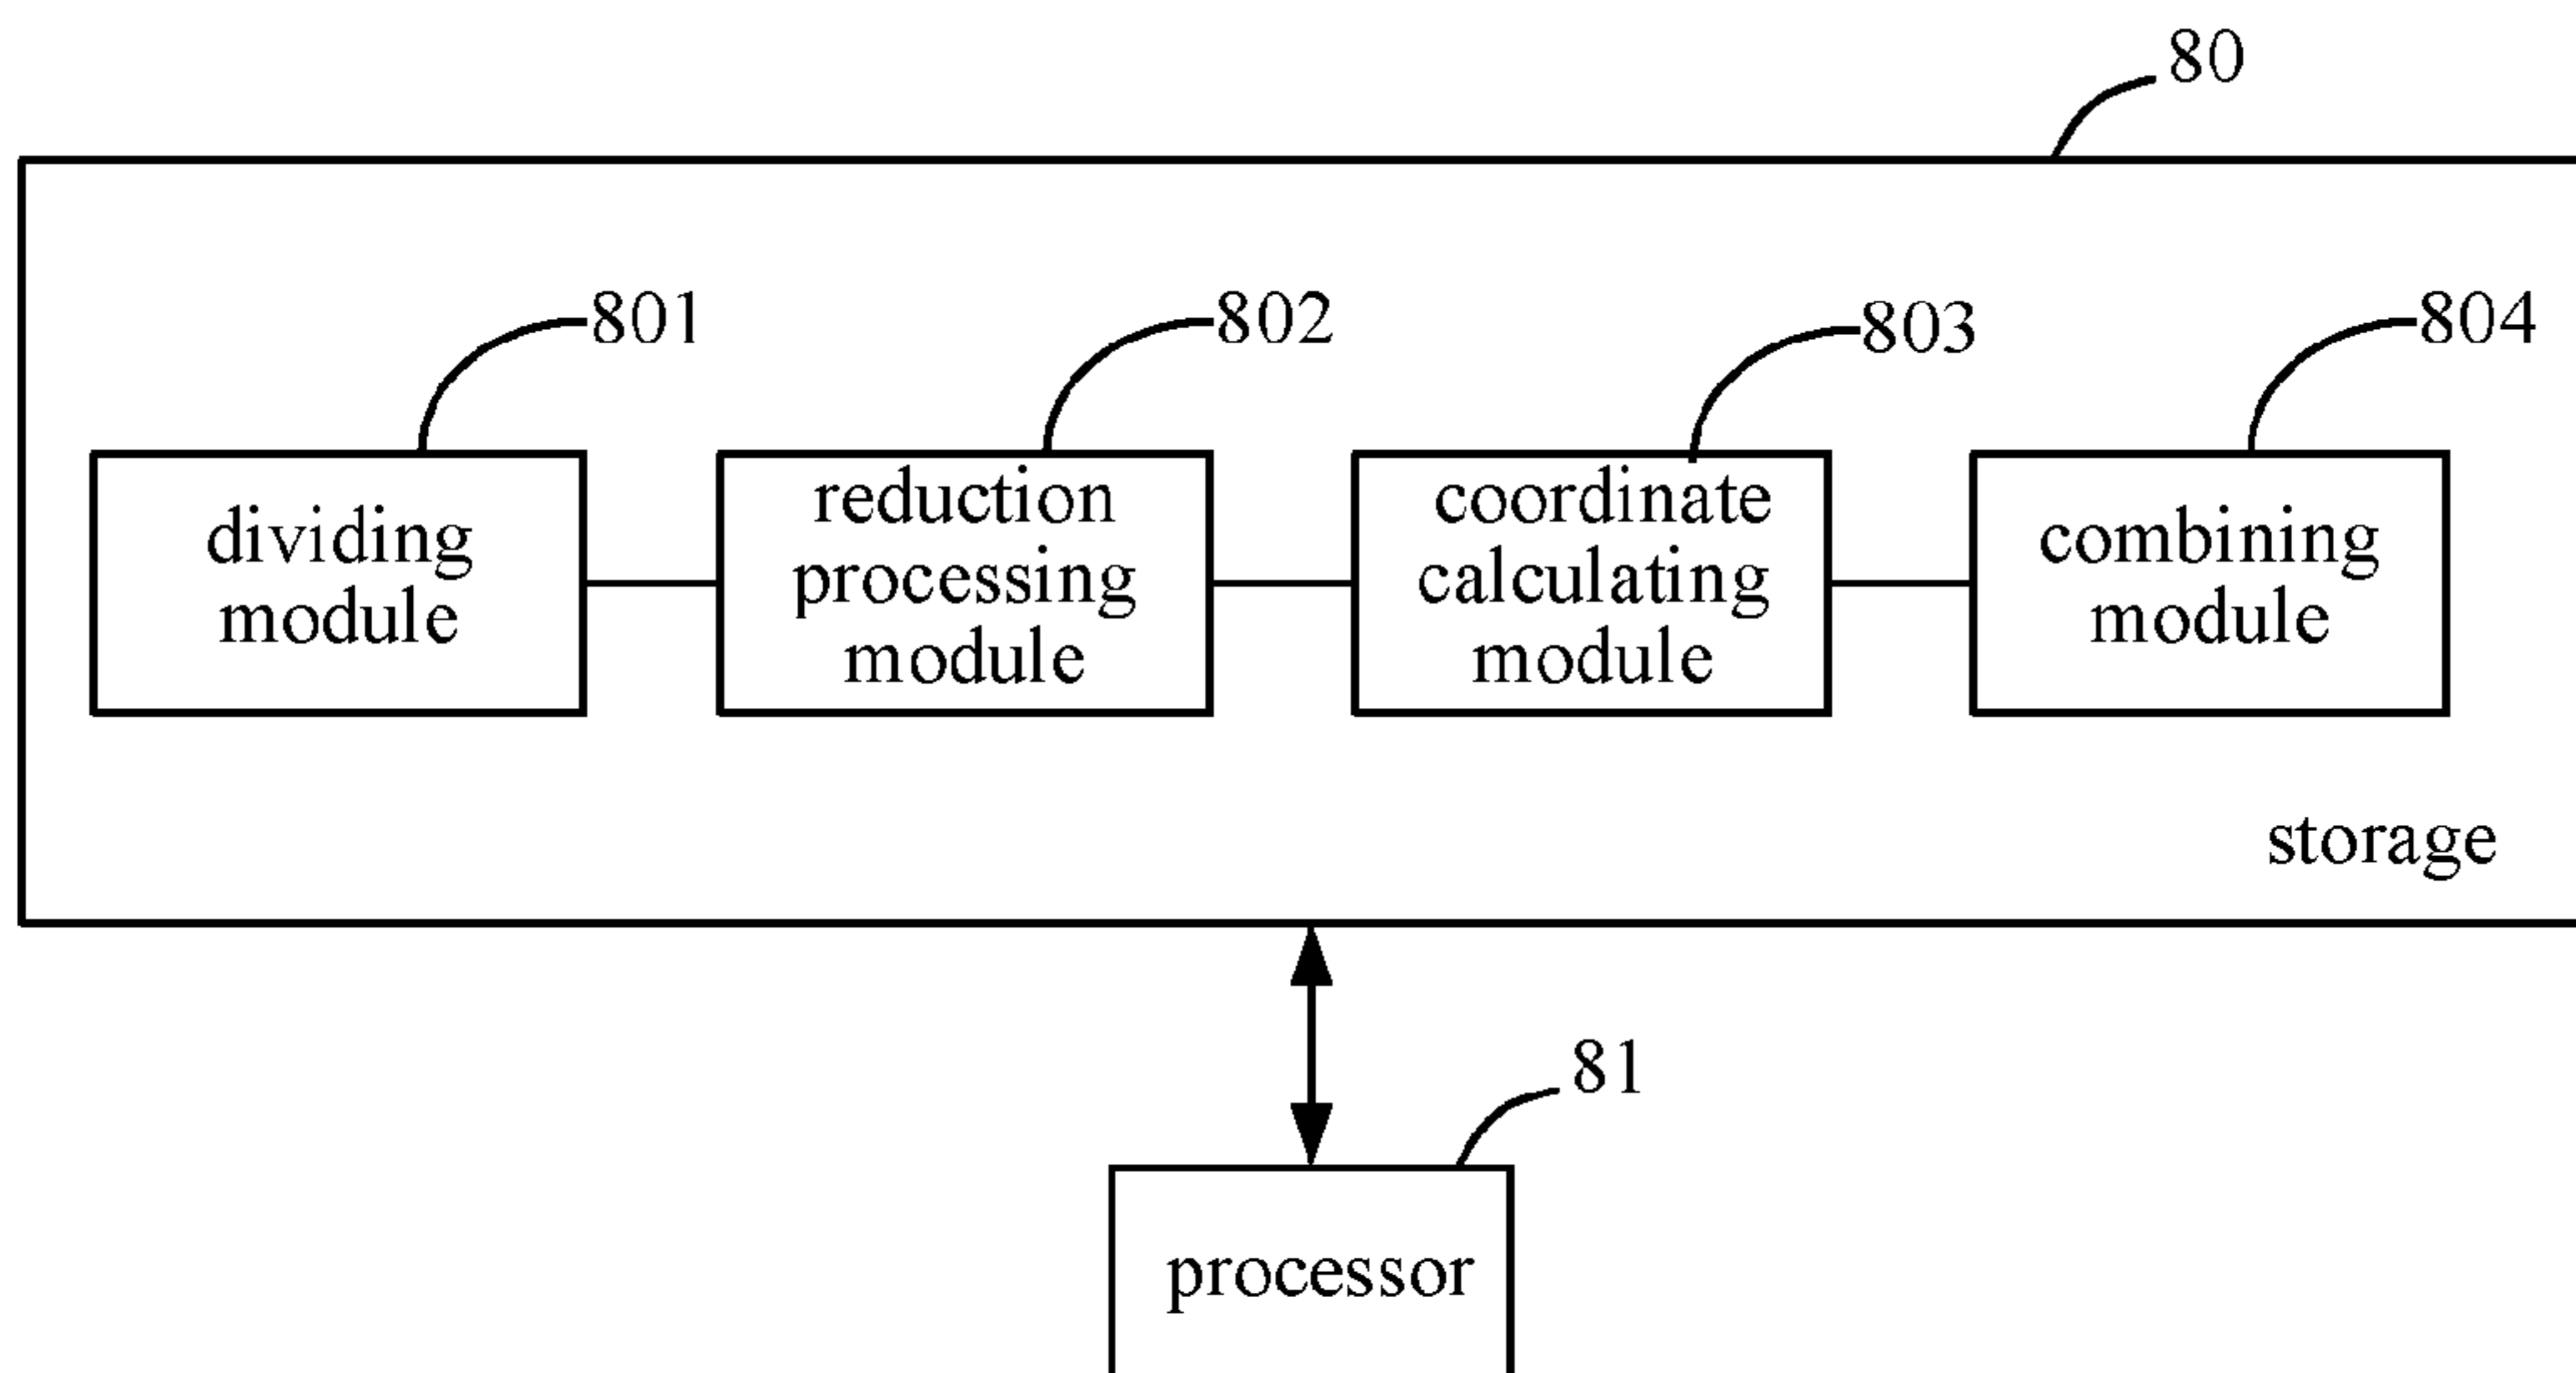 80
801
802
803
804
dividing
module
reduction
processing
module
coordinate
calculating
module
combining
module
storage
81
processor